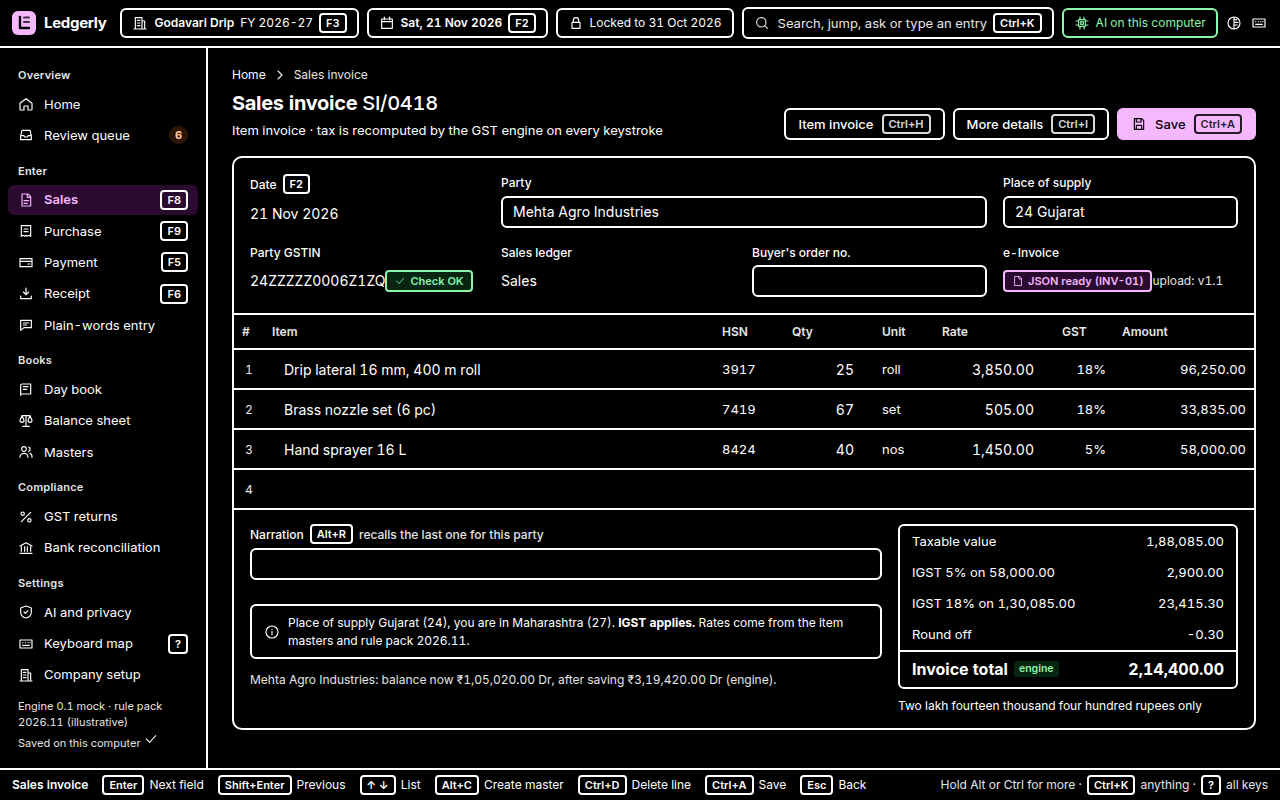 Ledgerly
Godavari Drip FY 2026-27 F3
Sat, 21 Nov 2026 F2
Locked to 31 Oct 2026
Search, jump, ask or type an entry Ctrl+K
AI on this computer
Overview
Home
Review queue 6
Enter
Sales F8
Purchase F9
Payment F5
Receipt F6
Plain-words entry
Books
Day book
Balance sheet
Masters
Compliance
GST returns
Bank reconciliation
Settings
AI and privacy
Keyboard map ?
Company setup
Engine 0.1 mock · rule pack
2026.11 (illustrative)
Saved on this computer
Home > Sales invoice
Sales invoice SI/0418
Item invoice · tax is recomputed by the GST engine on every keystroke
Item invoice Ctrl+H
More details Ctrl+I
Save Ctrl+A
Date F2
21 Nov 2026
Party
Mehta Agro Industries
Place of supply
24 Gujarat
Party GSTIN
24ZZZZZ0006Z1ZQ Check OK
Sales ledger
Sales
Buyer's order no.
e-Invoice
JSON ready (INV-01) upload: v1.1
# Item HSN Qty Unit Rate GST Amount
1 Drip lateral 16 mm, 400 m roll 3917 25 roll 3,850.00 18% 96,250.00
2 Brass nozzle set (6 pc) 7419 67 set 505.00 18% 33,835.00
3 Hand sprayer 16 L 8424 40 nos 1,450.00 5% 58,000.00
4
Narration Alt+R recalls the last one for this party
Place of supply Gujarat (24), you are in Maharashtra (27). IGST applies. Rates come from the item
masters and rule pack 2026.11.
Mehta Agro Industries: balance now ₹1,05,020.00 Dr, after saving ₹3,19,420.00 Dr (engine).
Taxable value 1,88,085.00
IGST 5% on 58,000.00 2,900.00
IGST 18% on 1,30,085.00 23,415.30
Round off -0.30
Invoice total engine 2,14,400.00
Two lakh fourteen thousand four hundred rupees only
Sales invoice Enter Next field Shift+Enter Previous ↑↓ List Alt+C Create master Ctrl+D Delete line Ctrl+A Save Esc Back Hold Alt or Ctrl for more · Ctrl+K anything · ? all keys